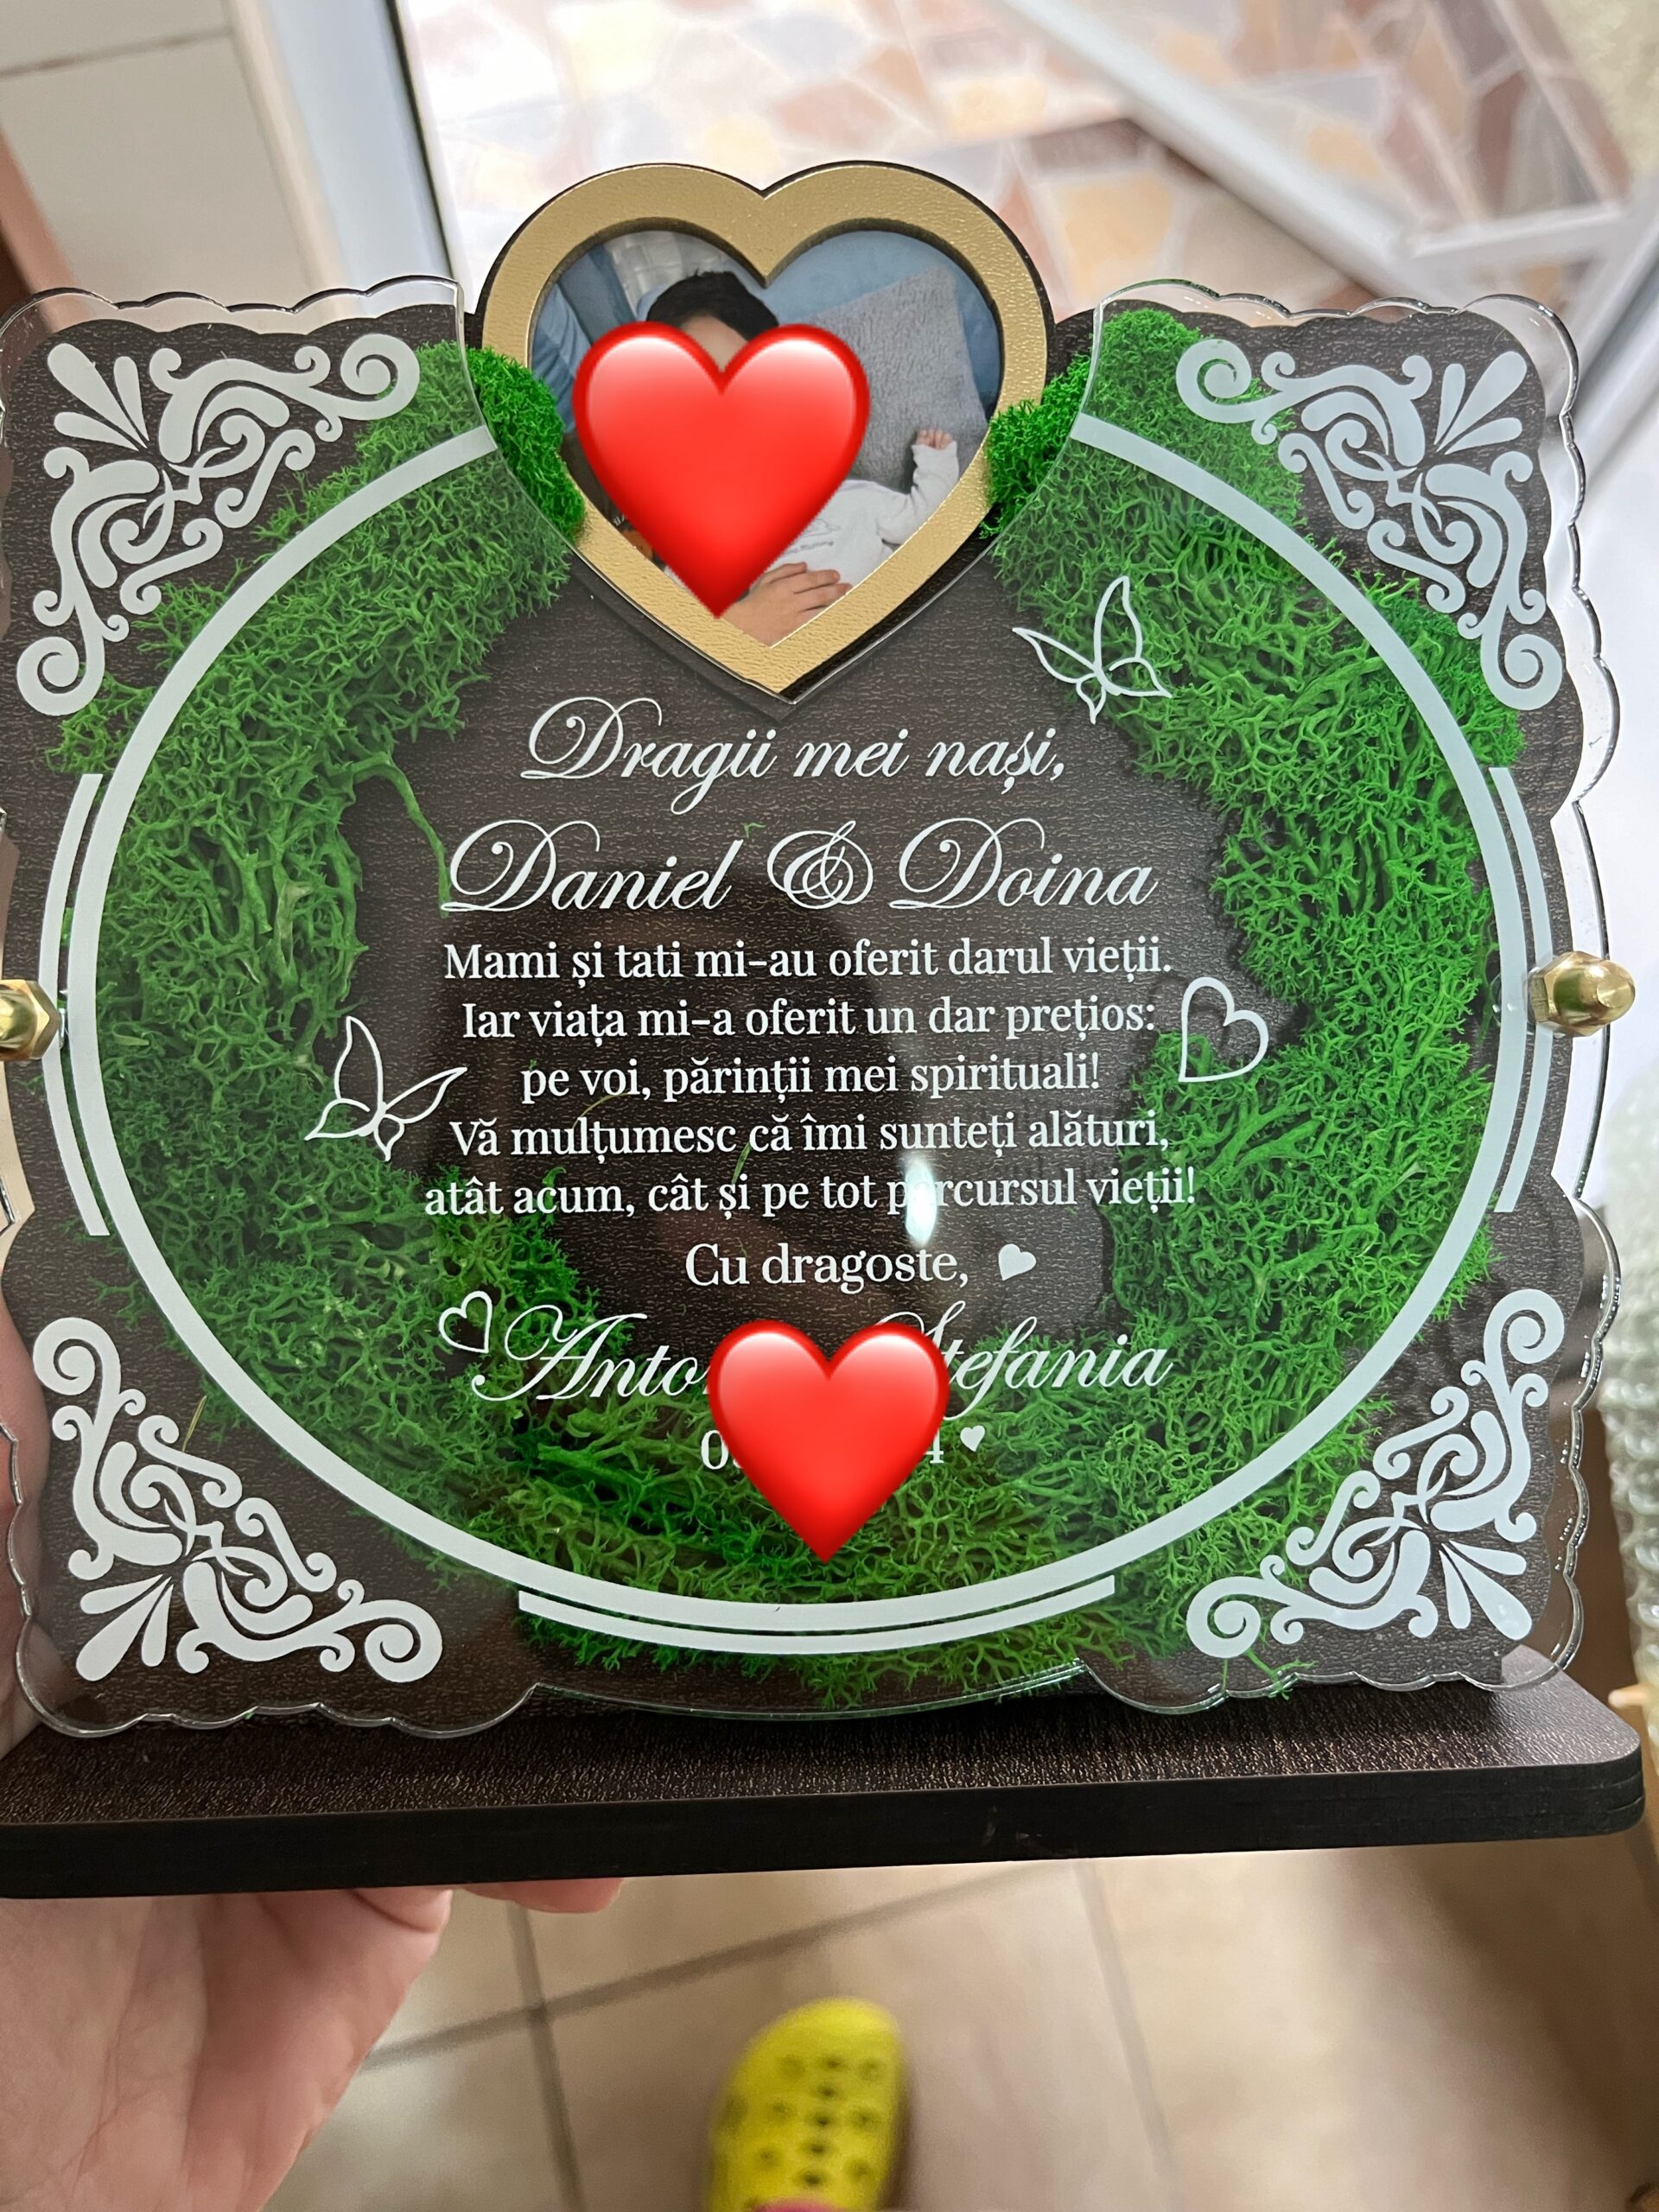 Dragii mei nași,
Daniel & Doina
Mami și tati mi-au oferit darul vieții.
Iar viața mi-a oferit un dar prețios:
pe voi, părinții mei spirituali!
Vă mulțumesc că îmi sunteți alături,
atât acum, cât și pe tot parcursul vieții!
Cu dragoste,
Ștefania